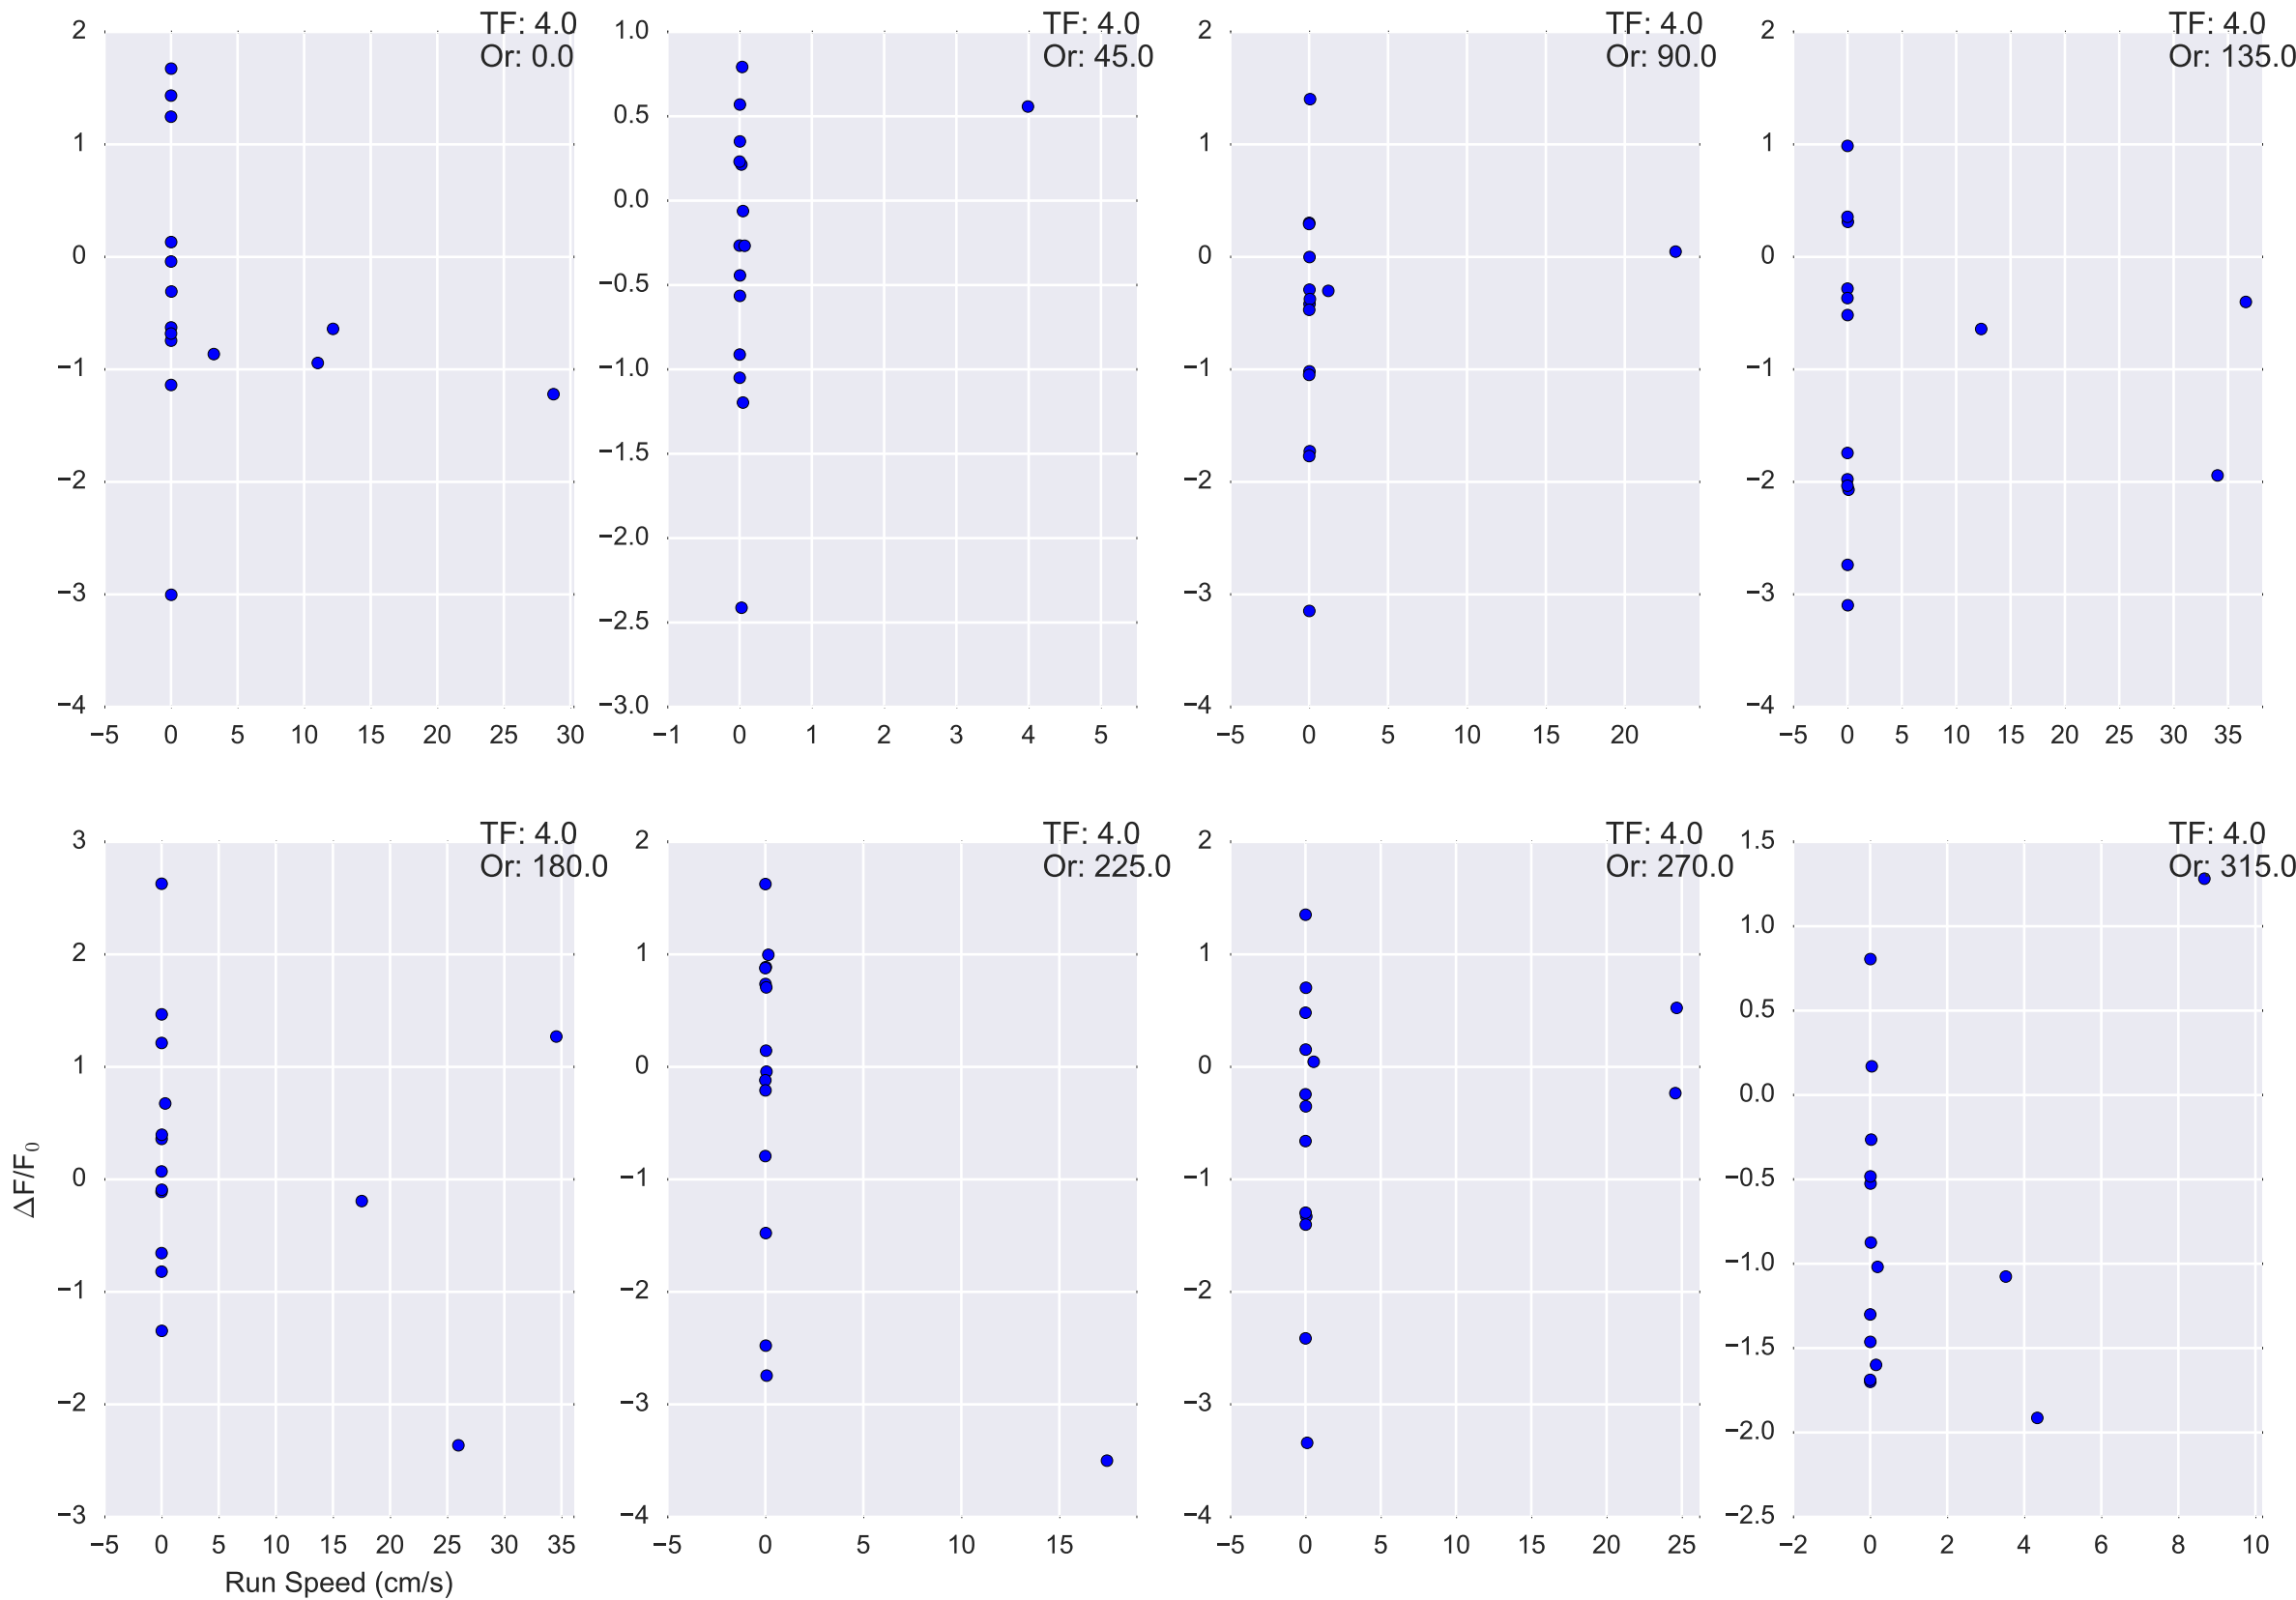 TF: 4.0
Or: 0.0
2
1
0
−1
−2
−3
−4
−5 0 5 10 15 20 25 30
TF: 4.0
Or: 45.0
1.0
0.5
0.0
−0.5
−1.0
−1.5
−2.0
−2.5
−3.0
−1 0 1 2 3 4 5
TF: 4.0
Or: 90.0
2
1
0
−1
−2
−3
−4
−5 0 5 10 15 20
TF: 4.0
Or: 135.0
2
1
0
−1
−2
−3
−4
−5 0 5 10 15 20 25 30 35
TF: 4.0
Or: 180.0
3
2
1
0
−1
−2
−3
−5 0 5 10 15 20 25 30 35
ΔF/F₀
Run Speed (cm/s)
TF: 4.0
Or: 225.0
2
1
0
−1
−2
−3
−4
−5 0 5 10 15
TF: 4.0
Or: 270.0
2
1
0
−1
−2
−3
−4
−5 0 5 10 15 20 25
TF: 4.0
Or: 315.0
1.5
1.0
0.5
0.0
−0.5
−1.0
−1.5
−2.0
−2.5
−2 0 2 4 6 8 10